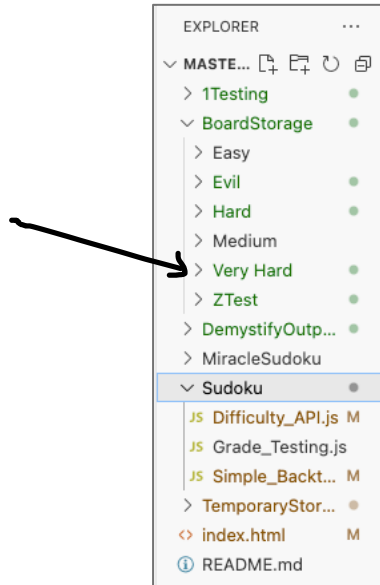 EXPLORER ...
MASTE...
1Testing
BoardStorage
Easy
Evil
Hard
Medium
Very Hard
ZTest
DemystifyOutp...
MiracleSudoku
Sudoku
JS Difficulty_API.js M
JS Grade_Testing.js
JS Simple_Backt... M
TemporaryStor...
<> index.html M
README.md